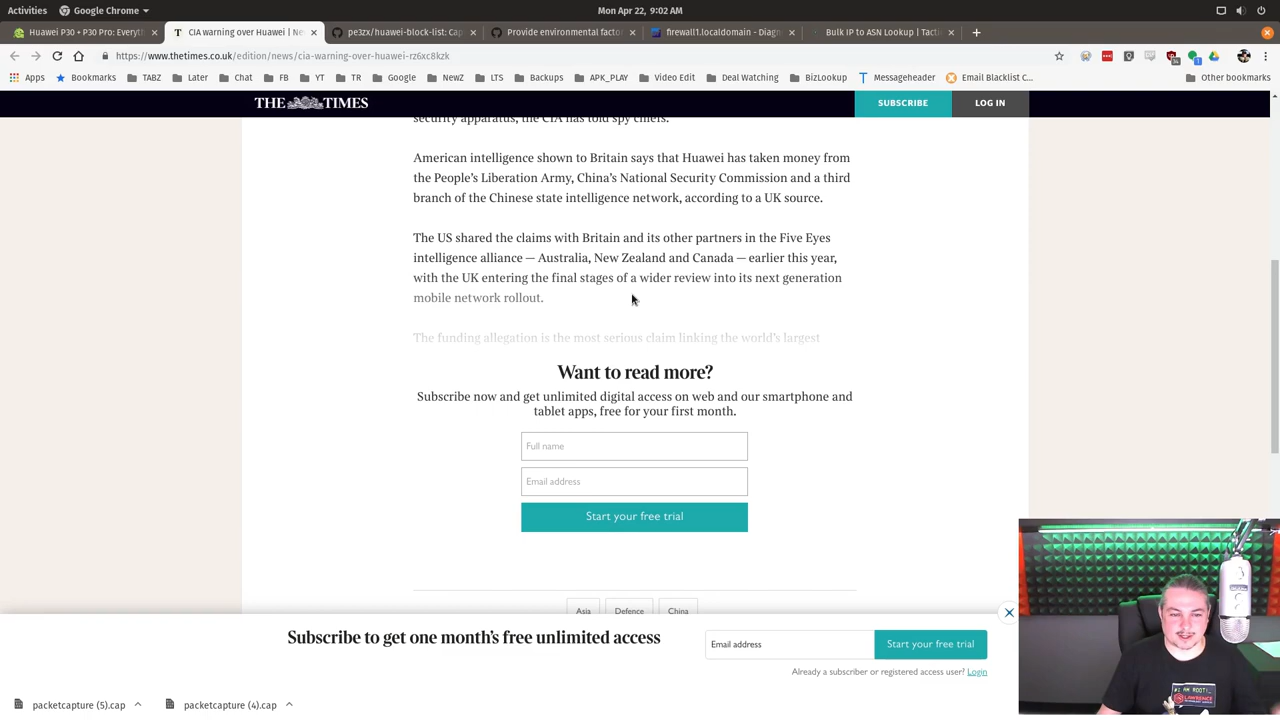 Activities
Google Chrome
Mon Apr 22, 9:02 AM
Huawei P30 + P30 Pro: Everyth
CIA warning over Huawei | Ne
pe3zx/huawei-block-list: Cap
Provide environmental factor
firewall1.localdomain - Diagn
Bulk IP to ASN Lookup | Tactil
https://www.thetimes.co.uk/edition/news/cia-warning-over-huawei-rz6xc8kzk
Apps
Bookmarks
TABZ
Later
Chat
FB
YT
TR
Google
NewZ
LTS
Backups
APK_PLAY
Video Edit
Deal Watching
BizLookup
Messageheader
Email Blacklist C...
Other bookmarks
THE TIMES
SUBSCRIBE
LOG IN
security apparatus, the CIA has told spy chiefs.
American intelligence shown to Britain says that Huawei has taken money from
the People's Liberation Army, China's National Security Commission and a third
branch of the Chinese state intelligence network, according to a UK source.
The US shared the claims with Britain and its other partners in the Five Eyes
intelligence alliance — Australia, New Zealand and Canada — earlier this year,
with the UK entering the final stages of a wider review into its next generation
mobile network rollout.
The funding allegation is the most serious claim linking the world's largest
Want to read more?
Subscribe now and get unlimited digital access on web and our smartphone and
tablet apps, free for your first month.
Full name
Email address
Start your free trial
Asia
Defence
China
Subscribe to get one month's free unlimited access
Email address
Start your free trial
Already a subscriber or registered access user? Login
packetcapture (5).cap
packetcapture (4).cap
I AM ROOT!
LAWRENCE